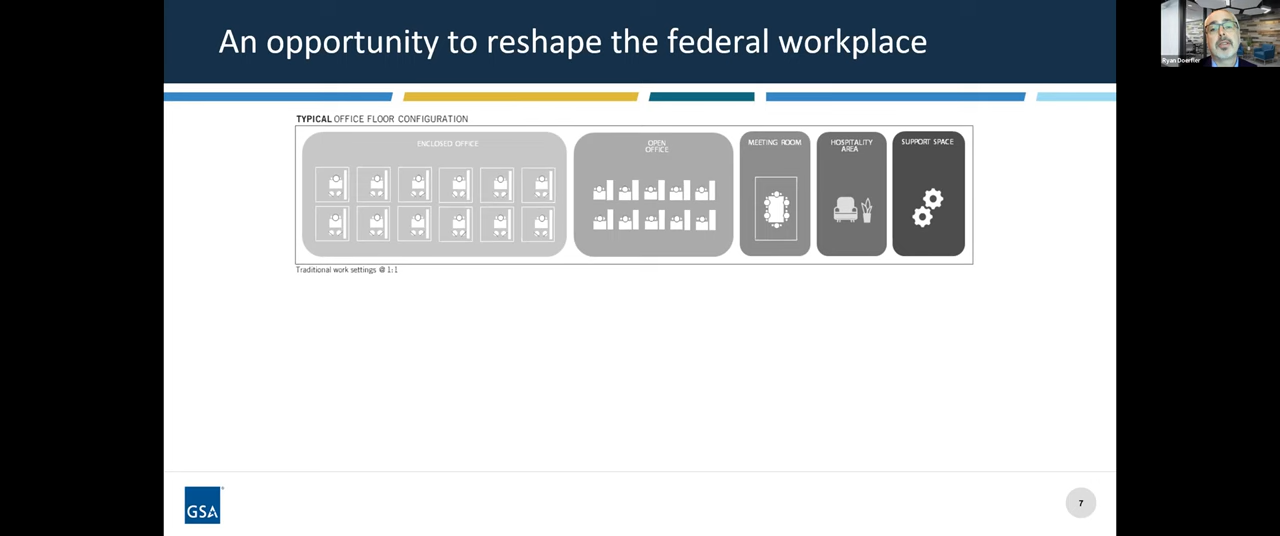 An opportunity to reshape the federal workplace
Ryan Doerfler
TYPICAL OFFICE FLOOR CONFIGURATION
ENCLOSED OFFICE
OPEN
OFFICE
MEETING ROOM
HOSPITALITY
AREA
SUPPORT SPACE
Traditional work settings @ 1:1
GSA
7